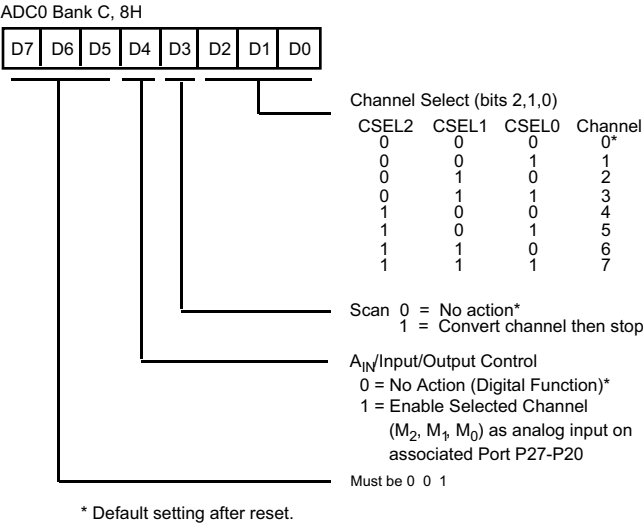 ADC0 Bank C, 8H
D7 D6 D5 D4 D3 D2 D1 D0
Channel Select (bits 2,1,0)
CSEL2 CSEL1 CSEL0 Channel
0 0 0 0*
0 0 1 1
0 1 0 2
0 1 1 3
1 0 0 4
1 0 1 5
1 1 0 6
1 1 1 7
Scan 0 = No action*
1 = Convert channel then stop
AIN/Input/Output Control
0 = No Action (Digital Function)*
1 = Enable Selected Channel
(M2, M1, M0) as analog input on
associated Port P27-P20
Must be 0 0 1
* Default setting after reset.